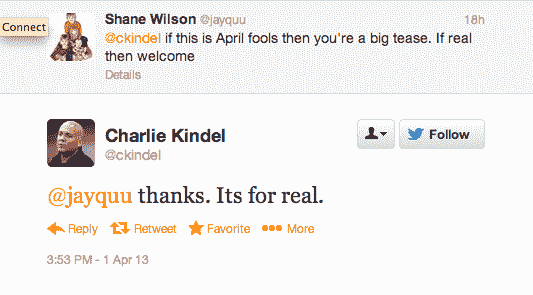 Connect
Shane Wilson @jayquu 18h
@ckindel if this is April fools then you're a big tease. If real
then welcome
Details
Charlie Kindel
@ckindel
Follow
@jayquu thanks. Its for real.
Reply Retweet Favorite More
3:53 PM - 1 Apr 13